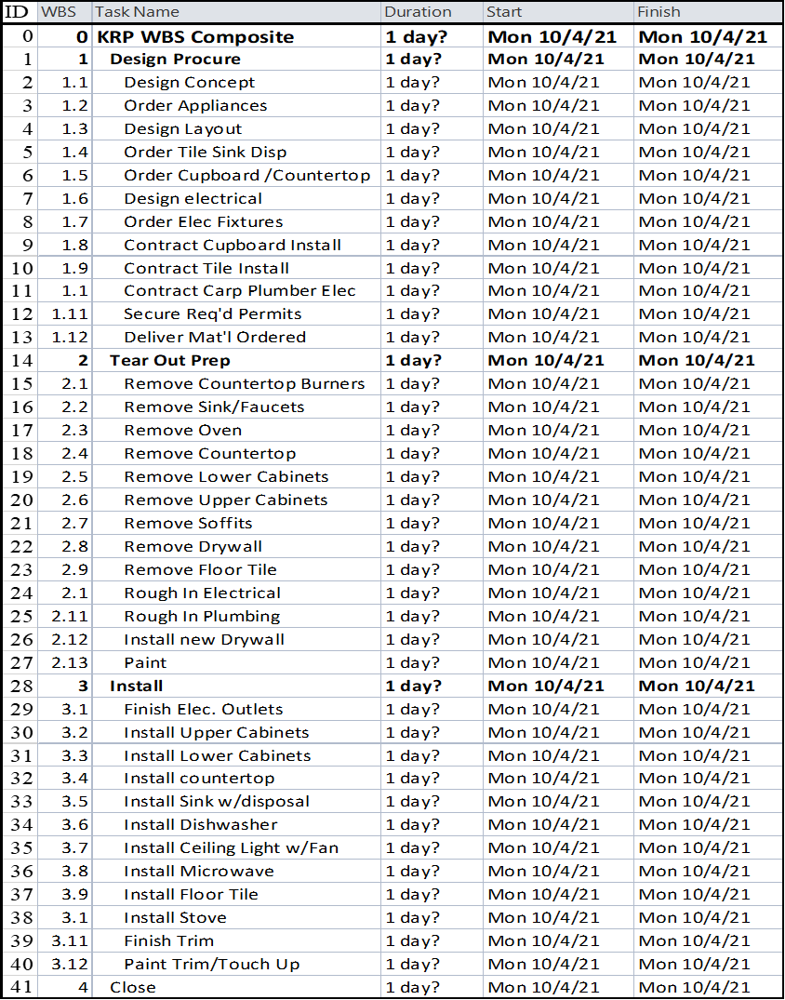 ID WBS Task Name Duration Start Finish
0 0 KRP WBS Composite 1 day? Mon 10/4/21 Mon 10/4/21
1 1 Design Procure 1 day? Mon 10/4/21 Mon 10/4/21
2 1.1 Design Concept 1 day? Mon 10/4/21 Mon 10/4/21
3 1.2 Order Appliances 1 day? Mon 10/4/21 Mon 10/4/21
4 1.3 Design Layout 1 day? Mon 10/4/21 Mon 10/4/21
5 1.4 Order Tile Sink Disp 1 day? Mon 10/4/21 Mon 10/4/21
6 1.5 Order Cupboard /Countertop 1 day? Mon 10/4/21 Mon 10/4/21
7 1.6 Design electrical 1 day? Mon 10/4/21 Mon 10/4/21
8 1.7 Order Elec Fixtures 1 day? Mon 10/4/21 Mon 10/4/21
9 1.8 Contract Cupboard Install 1 day? Mon 10/4/21 Mon 10/4/21
10 1.9 Contract Tile Install 1 day? Mon 10/4/21 Mon 10/4/21
11 1.1 Contract Carp Plumber Elec 1 day? Mon 10/4/21 Mon 10/4/21
12 1.11 Secure Req'd Permits 1 day? Mon 10/4/21 Mon 10/4/21
13 1.12 Deliver Mat'l Ordered 1 day? Mon 10/4/21 Mon 10/4/21
14 2 Tear Out Prep 1 day? Mon 10/4/21 Mon 10/4/21
15 2.1 Remove Countertop Burners 1 day? Mon 10/4/21 Mon 10/4/21
16 2.2 Remove Sink/Faucets 1 day? Mon 10/4/21 Mon 10/4/21
17 2.3 Remove Oven 1 day? Mon 10/4/21 Mon 10/4/21
18 2.4 Remove Countertop 1 day? Mon 10/4/21 Mon 10/4/21
19 2.5 Remove Lower Cabinets 1 day? Mon 10/4/21 Mon 10/4/21
20 2.6 Remove Upper Cabinets 1 day? Mon 10/4/21 Mon 10/4/21
21 2.7 Remove Soffits 1 day? Mon 10/4/21 Mon 10/4/21
22 2.8 Remove Drywall 1 day? Mon 10/4/21 Mon 10/4/21
23 2.9 Remove Floor Tile 1 day? Mon 10/4/21 Mon 10/4/21
24 2.1 Rough In Electrical 1 day? Mon 10/4/21 Mon 10/4/21
25 2.11 Rough In Plumbing 1 day? Mon 10/4/21 Mon 10/4/21
26 2.12 Install new Drywall 1 day? Mon 10/4/21 Mon 10/4/21
27 2.13 Paint 1 day? Mon 10/4/21 Mon 10/4/21
28 3 Install 1 day? Mon 10/4/21 Mon 10/4/21
29 3.1 Finish Elec. Outlets 1 day? Mon 10/4/21 Mon 10/4/21
30 3.2 Install Upper Cabinets 1 day? Mon 10/4/21 Mon 10/4/21
31 3.3 Install Lower Cabinets 1 day? Mon 10/4/21 Mon 10/4/21
32 3.4 Install countertop 1 day? Mon 10/4/21 Mon 10/4/21
33 3.5 Install Sink w/disposal 1 day? Mon 10/4/21 Mon 10/4/21
34 3.6 Install Dishwasher 1 day? Mon 10/4/21 Mon 10/4/21
35 3.7 Install Ceiling Light w/Fan 1 day? Mon 10/4/21 Mon 10/4/21
36 3.8 Install Microwave 1 day? Mon 10/4/21 Mon 10/4/21
37 3.9 Install Floor Tile 1 day? Mon 10/4/21 Mon 10/4/21
38 3.1 Install Stove 1 day? Mon 10/4/21 Mon 10/4/21
39 3.11 Finish Trim 1 day? Mon 10/4/21 Mon 10/4/21
40 3.12 Paint Trim/Touch Up 1 day? Mon 10/4/21 Mon 10/4/21
41 4 Close 1 day? Mon 10/4/21 Mon 10/4/21